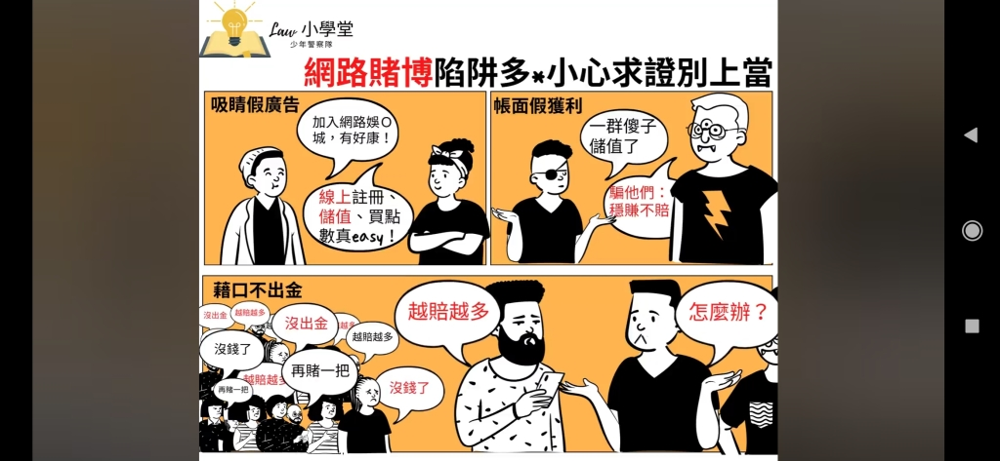 Law 小學堂
少年警察隊
網路賭博陷阱多*小心求證別上當
吸睛假廣告
加入網路娛O
城，有好康！
線上註冊、
儲值、買點
數真easy！
帳面假獲利
一群傻子
儲值了
騙他們：
穩賺不賠
藉口不出金
沒出金
越賠越多
沒出金
越賠越多
沒錢了
越賠越多
再賭一把
再賭一把
沒錢了
越賠越多
怎麼辦？